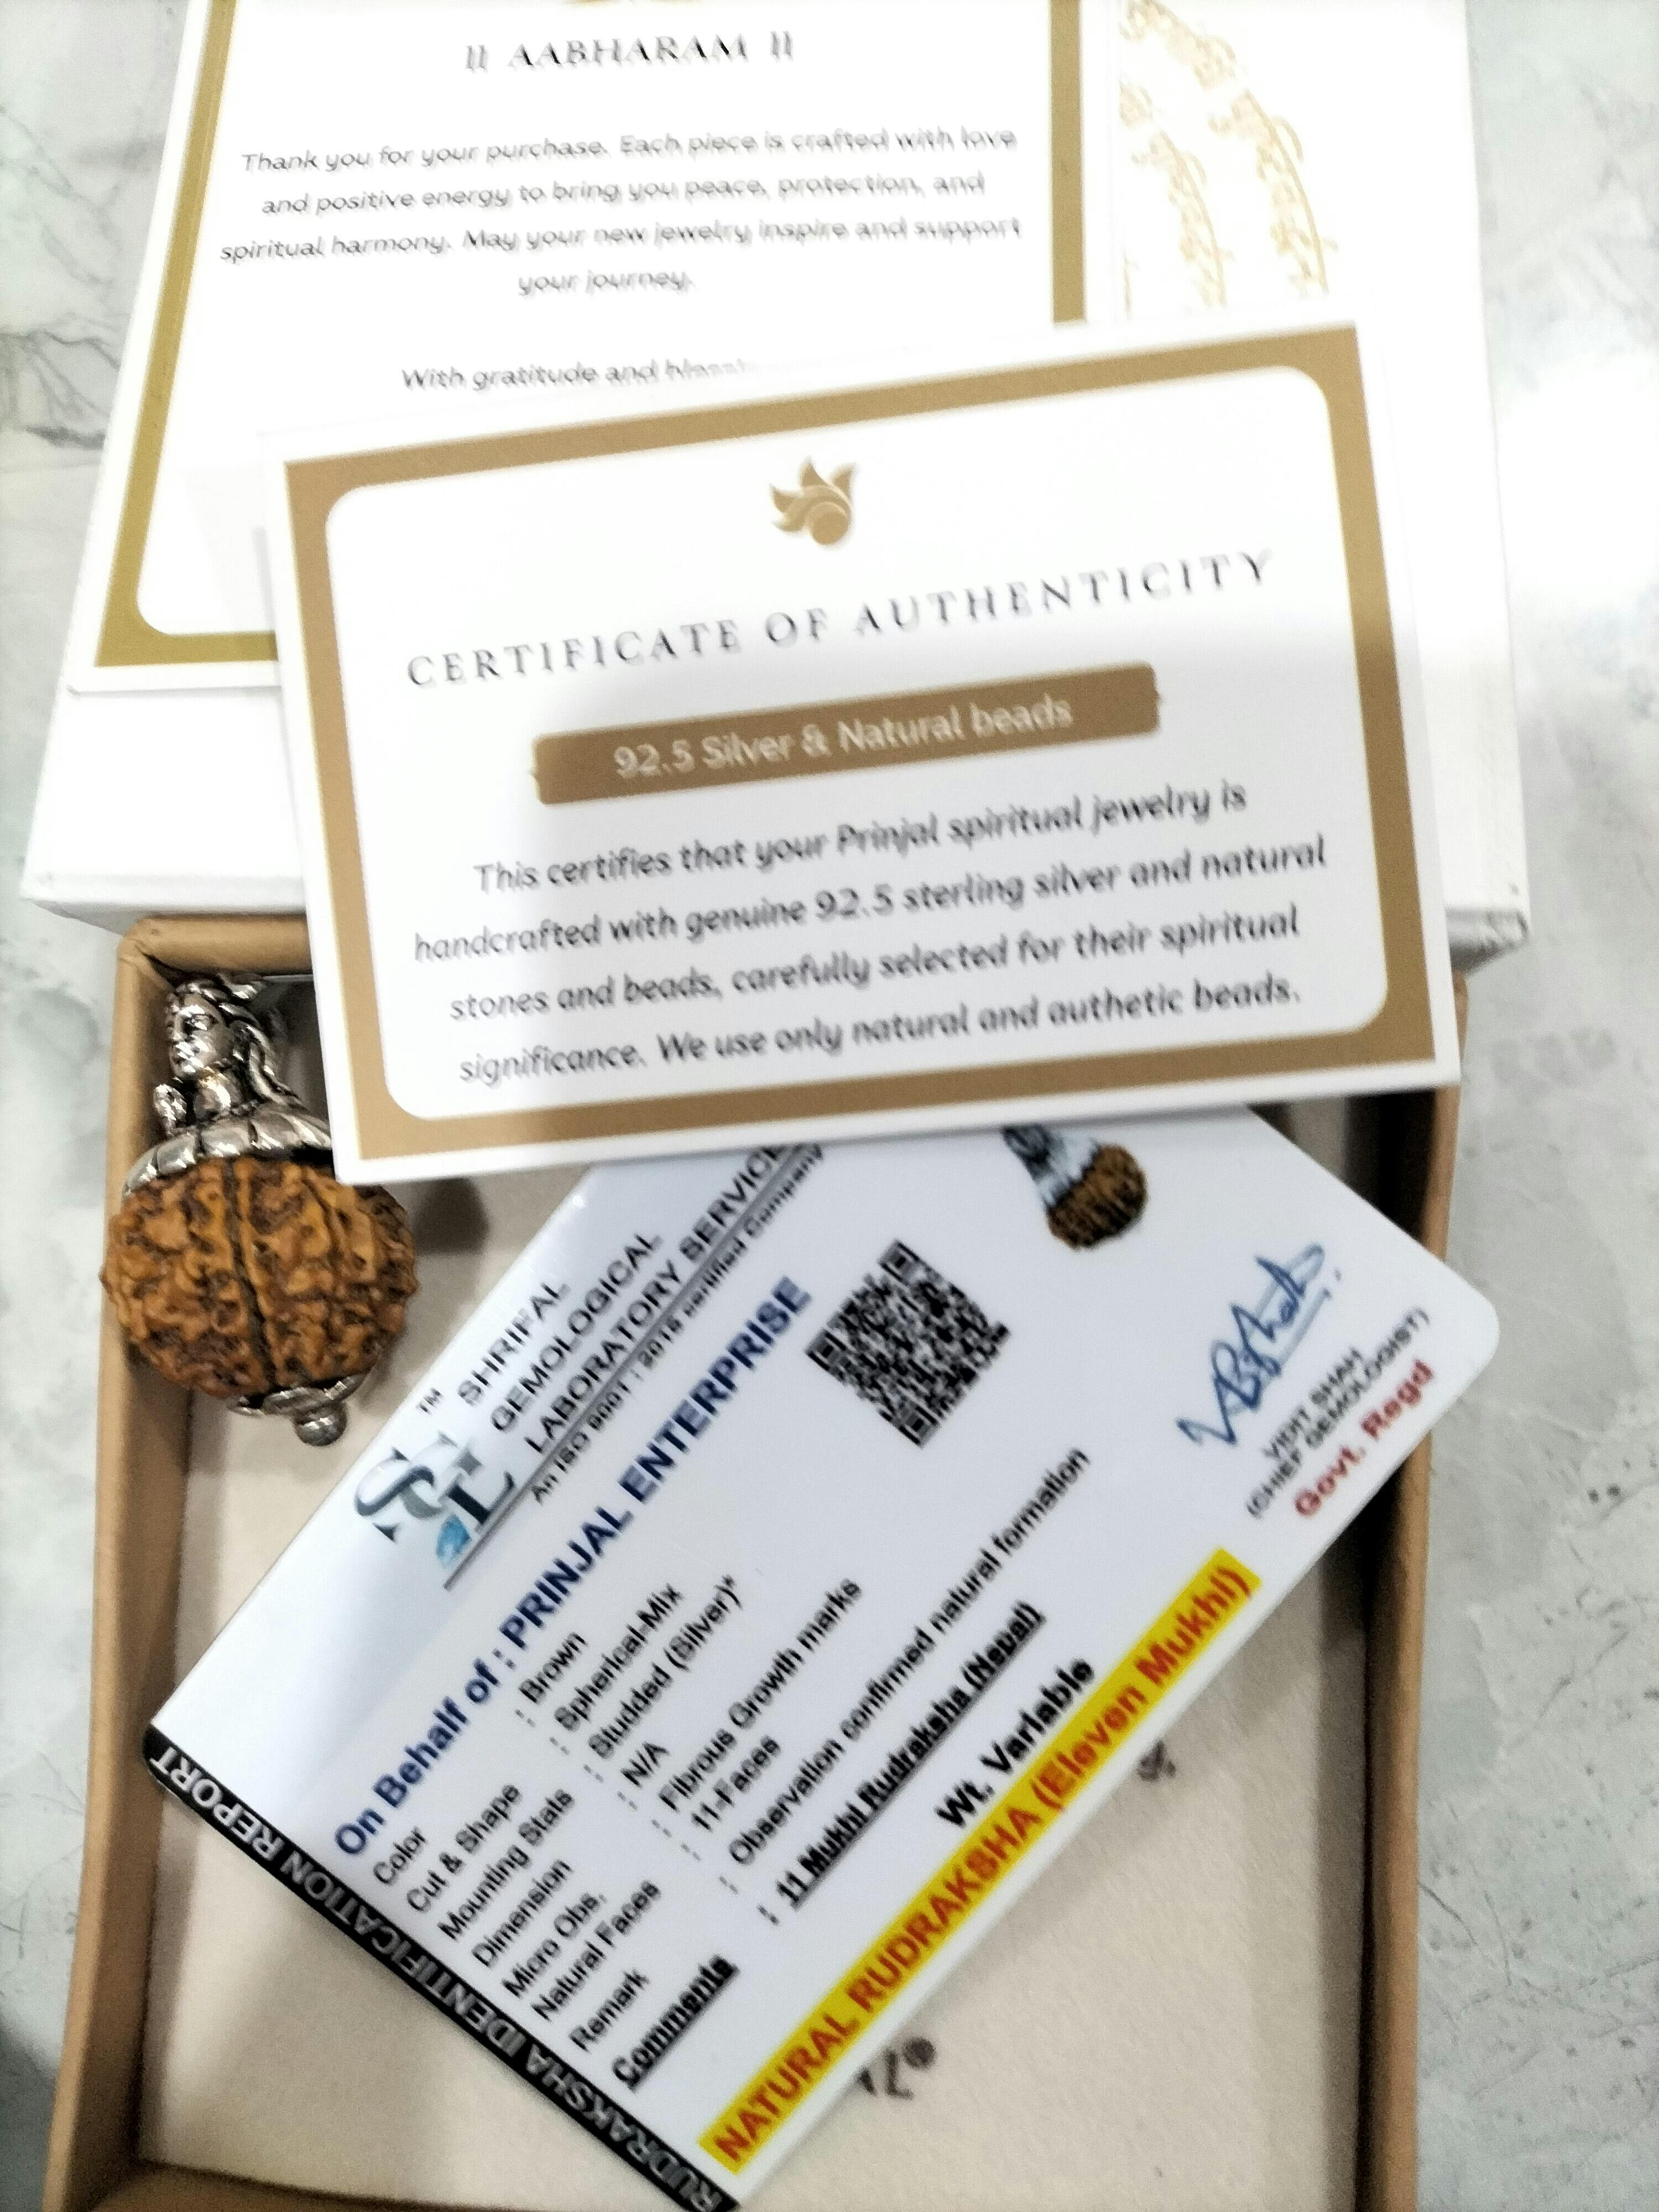 ॥ AABHARAM ॥
Thank you for your purchase. Each piece is crafted with love
and positive energy to bring you peace, protection, and
spiritual harmony. May your new jewelry inspire and support
your journey.
With gratitude and
CERTIFICATE OF AUTHENTICITY
92.5 Silver & Natural beads
This certifies that your Prinjal spiritual jewelry is
handcrafted with genuine 92.5 sterling silver and natural
stones and beads, carefully selected for their spiritual
significance. We use only natural and authetic beads.
TM
SHRIFAL
GEMOLOGICAL
LABORATORY SERVICE
An ISO 9001 : 2015 certified Company
On Behalf of : PRINJAL ENTERPRISE
Color : Brown
Cut & Shape : Spherical-Mix
Mounting Stats : Studded (Silver)*
Dimension : N/A
Micro Obs. : Fibrous Growth marks
Natural Faces : 11-Faces
Remark : Observation confirmed natural formation
Comments : 11 Mukhi Rudraksha (Nepal)
Wt. Variable
NATURAL RUDRAKSHA (Eleven Mukhi)
VIDIT SHAH
(CHIEF GEMOLOGIST)
Govt. Regd
RUDRAKSHA IDENTIFICATION REPORT